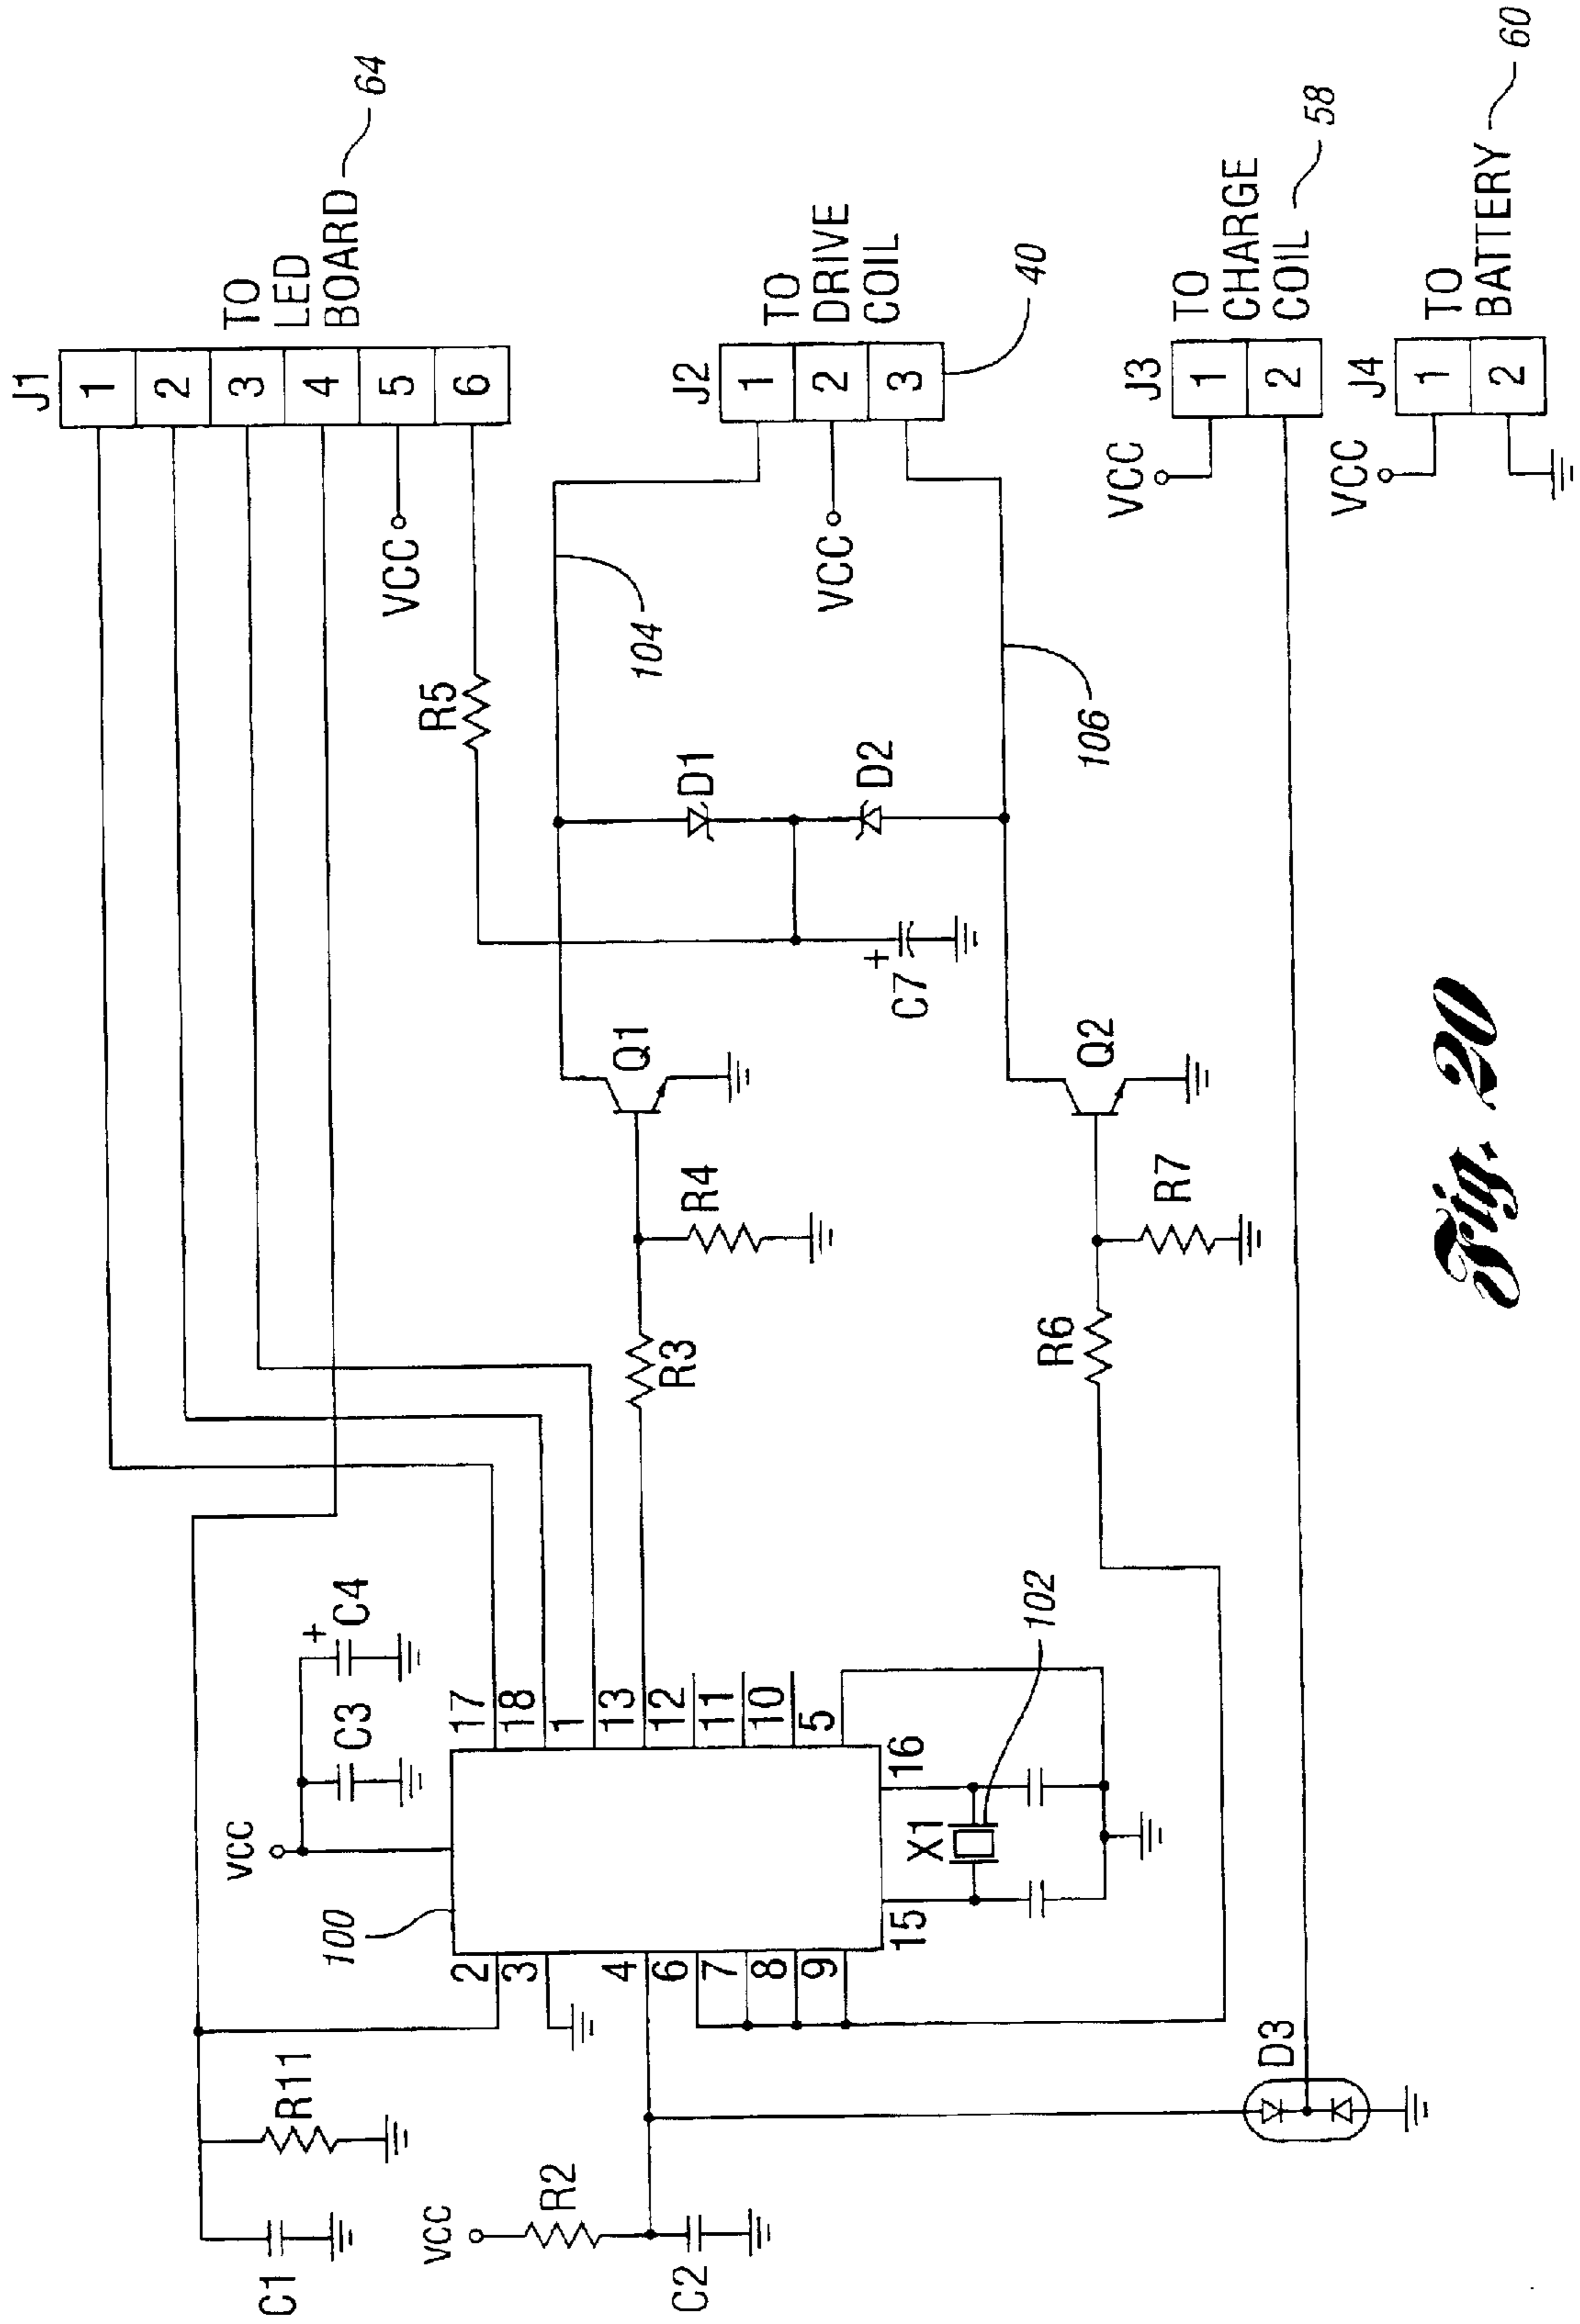 J1
1
2
3
4
5
6
TO
LED
BOARD
64
VCC
R5
104
J2
1
2
3
TO
DRIVE
COIL
40
VCC
D1
D2
106
+
C7
Q1
Q2
R3
R4
R6
R7
J3
1
2
VCC
TO
CHARGE
COIL
58
J4
1
2
VCC
TO
BATTERY
60
VCC
C3
+
C4
100
17
18
1
13
12
11
10
5
16
15
X1
102
2
3
4
6
7
8
9
R11
C1
VCC
R2
C2
D3
Fig. 20